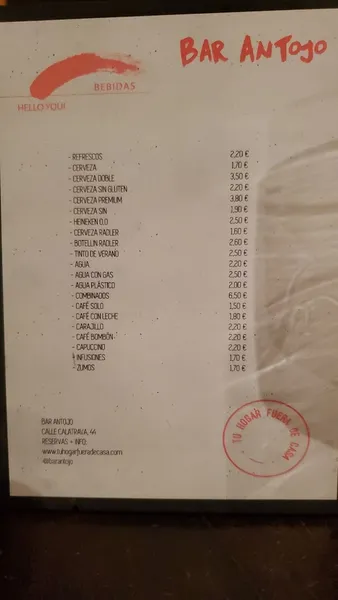 BAR ANTOJO
BEBIDAS
HELLO YOU!
- REFRESCOS 2,20 €
- CERVEZA 1,70 €
- CERVEZA DOBLE 3,50 €
- CERVEZA SIN GLUTEN 2,20 €
- CERVEZA PREMIUM 3,80 €
- CERVEZA SIN 1,90 €
- HEINEKEN 0,0 2,50 €
- CERVEZA RADLER 1,60 €
- BOTELLIN RADLER 2,60 €
- TINTO DE VERANO 2,50 €
- AGUA 2,20 €
- AGUA CON GAS 2,50 €
- AGUA PLÁSTICO 2,00 €
- COMBINADOS 6,50 €
- CAFÉ SOLO 1,50 €
- CAFÉ CON LECHE 1,80 €
- CARAJILLO 2,20 €
- CAFÉ BOMBÓN 2,20 €
- CAPUCCINO 2,20 €
- INFUSIONES 1,70 €
- ZUMOS 1,70 €
BAR ANTOJO
CALLE CALATRAVA, 44
RESERVAS + INFO:
www.tuhogarfueradecasa.com
@barantojo
TU HOGAR FUERA DE CASA